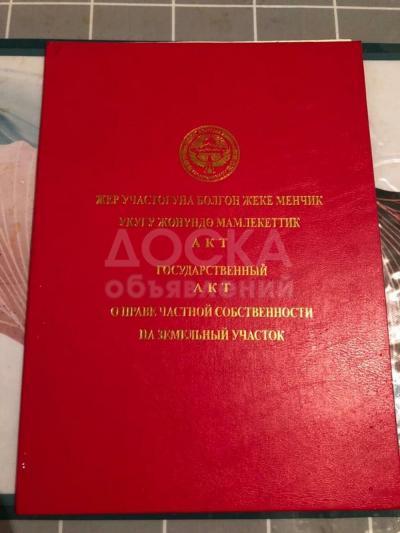 ЖЕР УЧАСТОГУНА БОЛГОН ЖЕКЕ МЕНЧИК
УКУГУ ЖӨНҮНДӨ МАМЛЕКЕТТИК
АКТ
ГОСУДАРСТВЕННЫЙ
АКТ
О ПРАВЕ ЧАСТНОЙ СОБСТВЕННОСТИ
НА ЗЕМЕЛЬНЫЙ УЧАСТОК
ДОСКА
объявлений